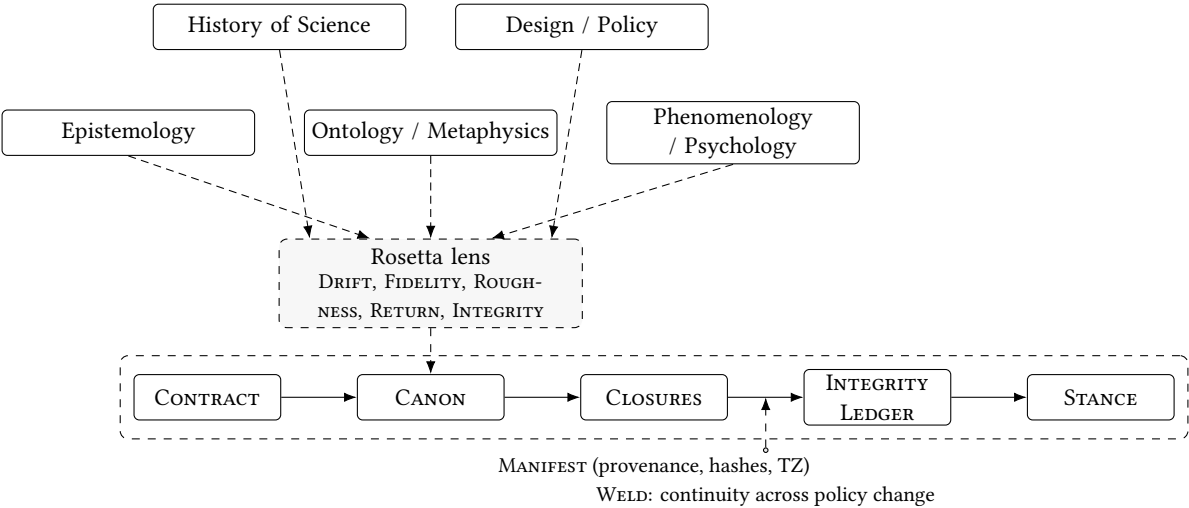 History of Science
Design / Policy
Epistemology
Ontology / Metaphysics
Phenomenology
/ Psychology
Rosetta lens
Drift, Fidelity, Rough-
ness, Return, Integrity
Contract
Canon
Closures
Integrity
Ledger
Stance
Manifest (provenance, hashes, TZ)
Weld: continuity across policy change